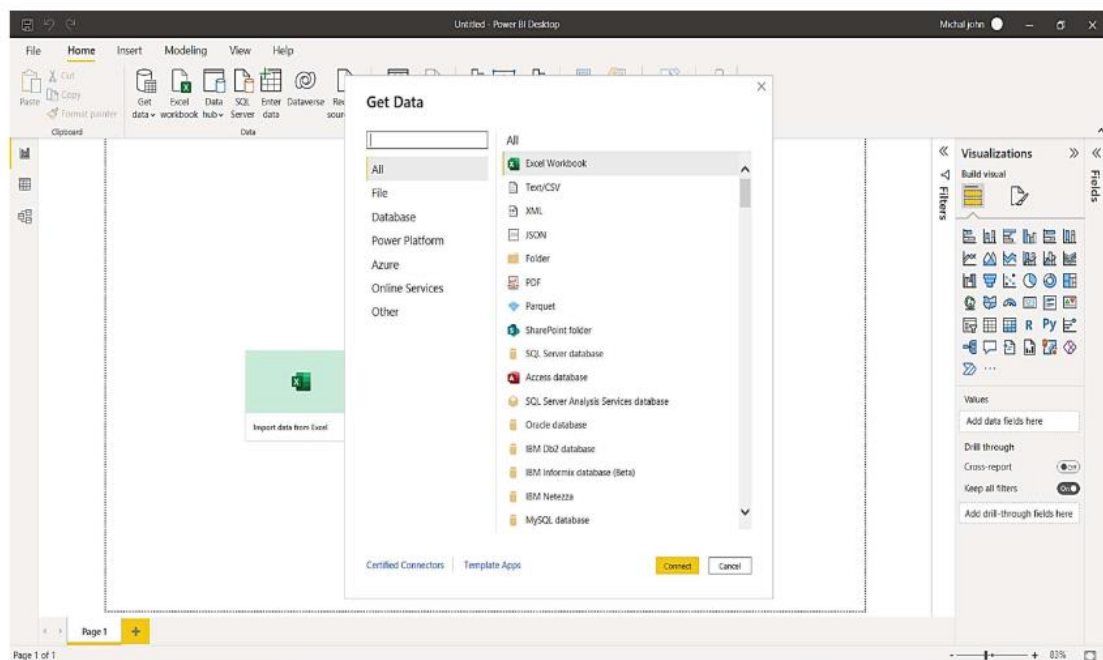 Untitled - Power BI Desktop
Michal john
File Home Insert Modeling View Help
Paste
Cut
Copy
Format painter
Clipboard
Get data
Excel workbook
Data hub
SQL Server
Enter data
Dataverse
Data
Get Data
All
File
Database
Power Platform
Azure
Online Services
Other
All
Excel Workbook
Text/CSV
XML
JSON
Folder
PDF
Parquet
SharePoint folder
SQL Server database
Access database
SQL Server Analysis Services database
Oracle database
IBM Db2 database
IBM Informix database (Beta)
IBM Netezza
MySQL database
Certified Connectors
Template Apps
Connect
Cancel
Import data from Excel
Filters
Visualizations
Build visual
R
Py
Values
Add data fields here
Drill through
Cross-report
Off
Keep all filters
On
Add drill-through fields here
Fields
Page 1
Page 1 of 1
83%